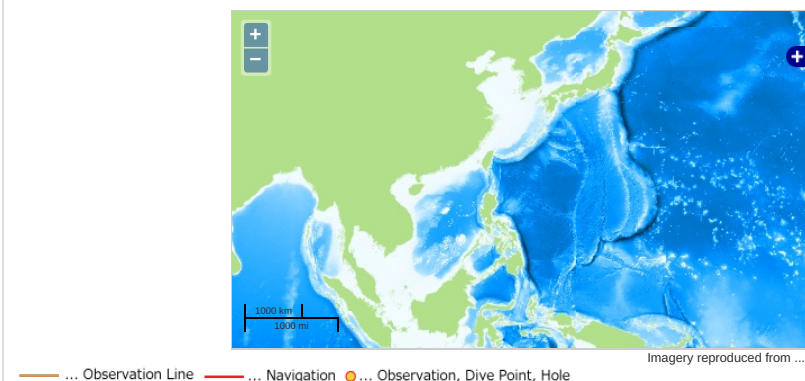 +
−
+
1000 km
1000 mi
Imagery reproduced from ...
... Observation Line ... Navigation ... Observation, Dive Point, Hole